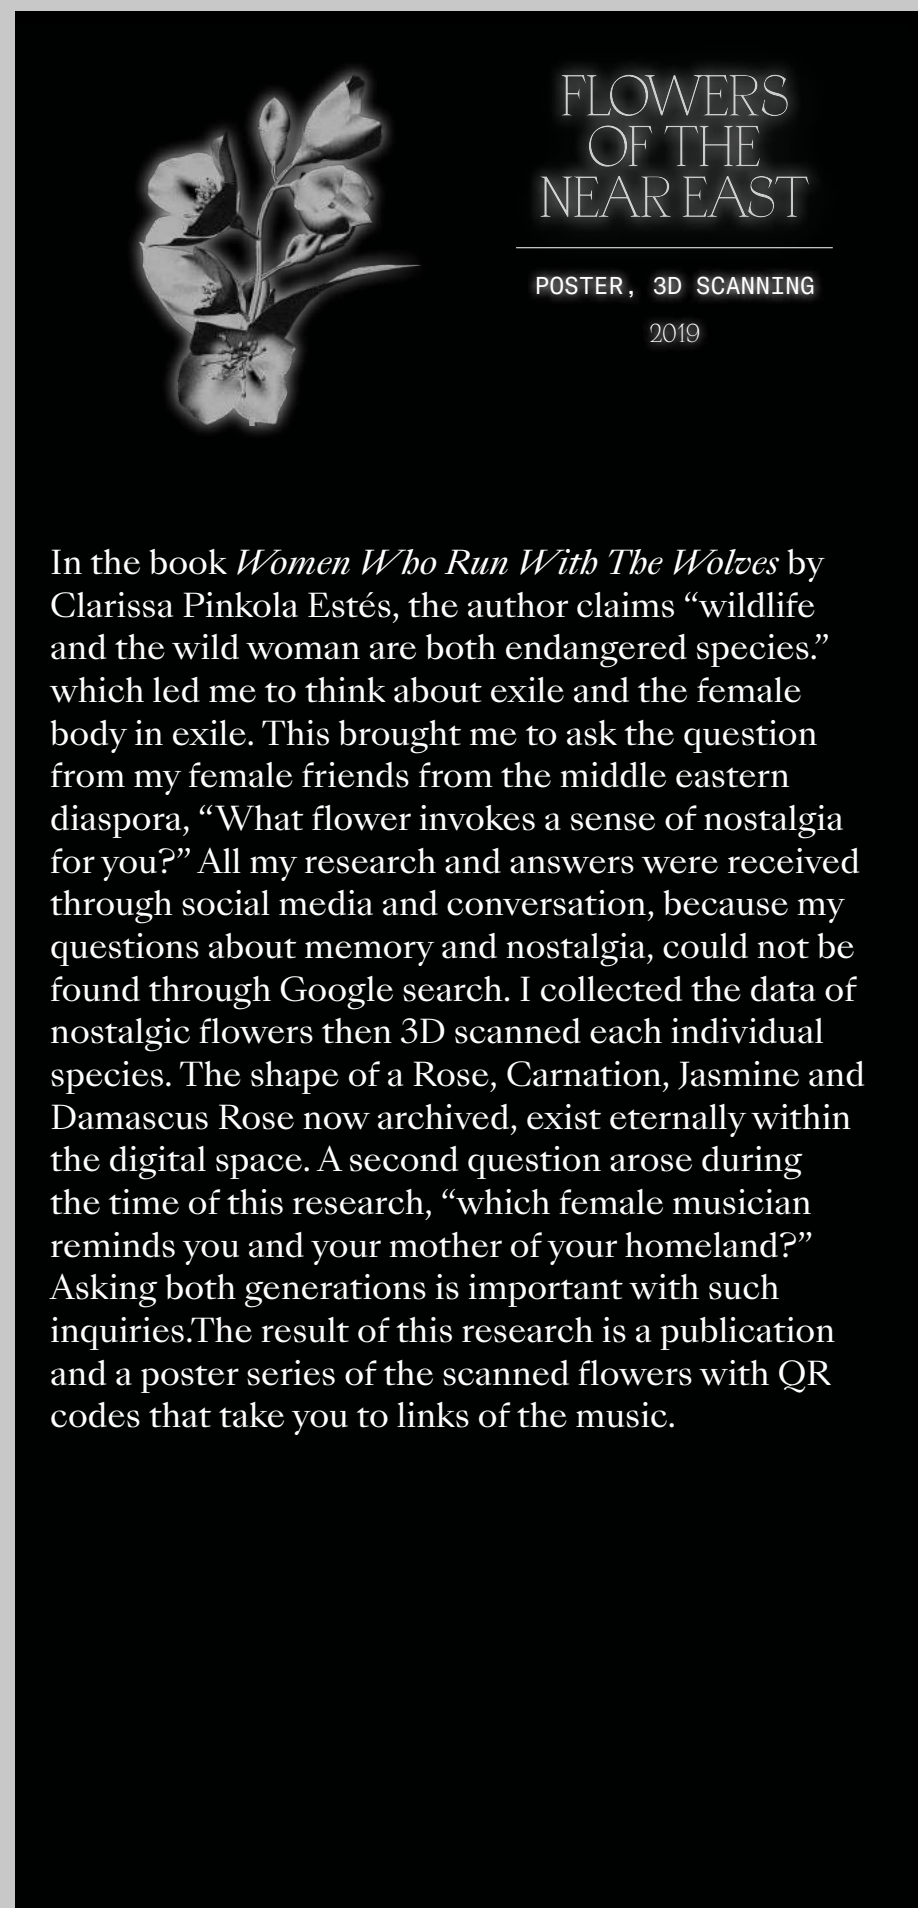 FLOWERS
OF THE
NEAR EAST
POSTER, 3D SCANNING
2019
In the book Women Who Run With The Wolves by
Clarissa Pinkola Estés, the author claims “wildlife
and the wild woman are both endangered species.”
which led me to think about exile and the female
body in exile. This brought me to ask the question
from my female friends from the middle eastern
diaspora, “What flower invokes a sense of nostalgia
for you?” All my research and answers were received
through social media and conversation, because my
questions about memory and nostalgia, could not be
found through Google search. I collected the data of
nostalgic flowers then 3D scanned each individual
species. The shape of a Rose, Carnation, Jasmine and
Damascus Rose now archived, exist eternally within
the digital space. A second question arose during
the time of this research, “which female musician
reminds you and your mother of your homeland?”
Asking both generations is important with such
inquiries.The result of this research is a publication
and a poster series of the scanned flowers with QR
codes that take you to links of the music.